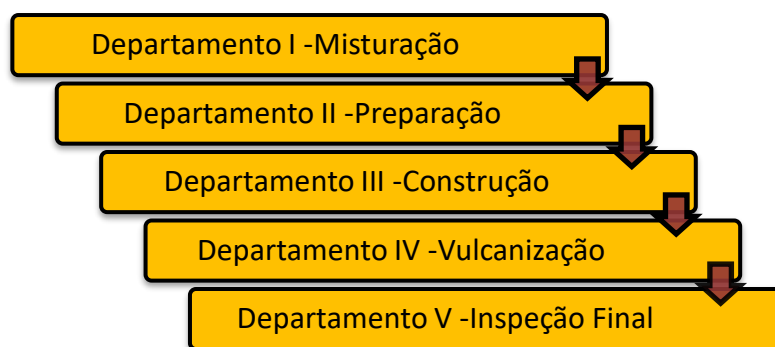 Departamento I -Misturação
Departamento II -Preparação
Departamento III -Construção
Departamento IV -Vulcanização
Departamento V -Inspeção Final